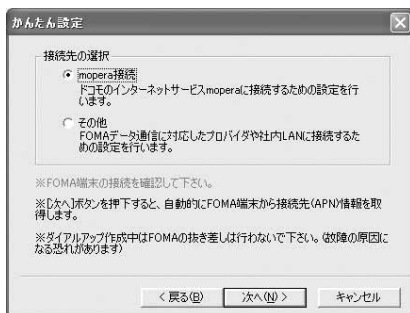 かんたん設定
接続先の選択
mopera接続
ドコモのインターネットサービスmoperaに接続するための設定を行
います。
その他
FOMAデータ通信に対応したプロバイダや社内LANに接続するた
めの設定を行います。
※FOMA端末の接続を確認して下さい。
※[次へ]ボタンを押下すると、自動的にFOMA端末から接続先(APN)情報を取
得します。
※ダイアルアップ作成中はFOMAの抜き差しは行わないで下さい。(故障の原因に
なる恐れがあります)
< 戻る(B)
次へ(N) >
キャンセル